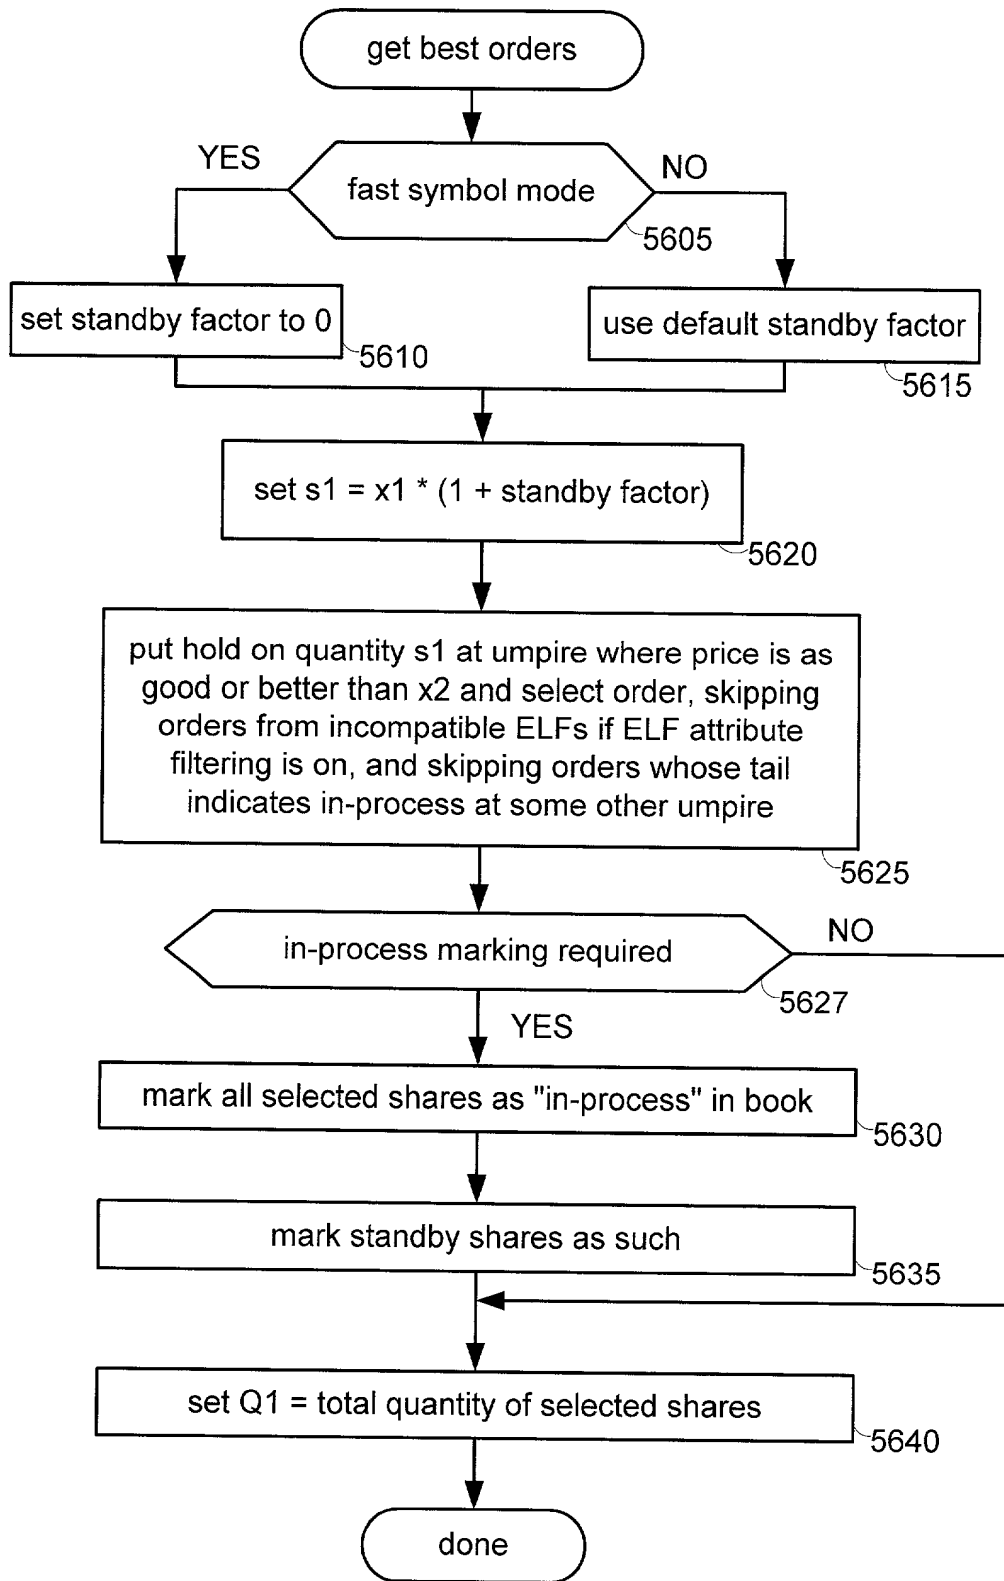 get best orders
YES
NO
fast symbol mode
5605
set standby factor to 0
5610
use default standby factor
5615
set s1 = x1 * (1 + standby factor)
5620
put hold on quantity s1 at umpire where price is as
good or better than x2 and select order, skipping
orders from incompatible ELFs if ELF attribute
filtering is on, and skipping orders whose tail
indicates in-process at some other umpire
5625
in-process marking required
NO
5627
YES
mark all selected shares as "in-process" in book
5630
mark standby shares as such
5635
set Q1 = total quantity of selected shares
5640
done